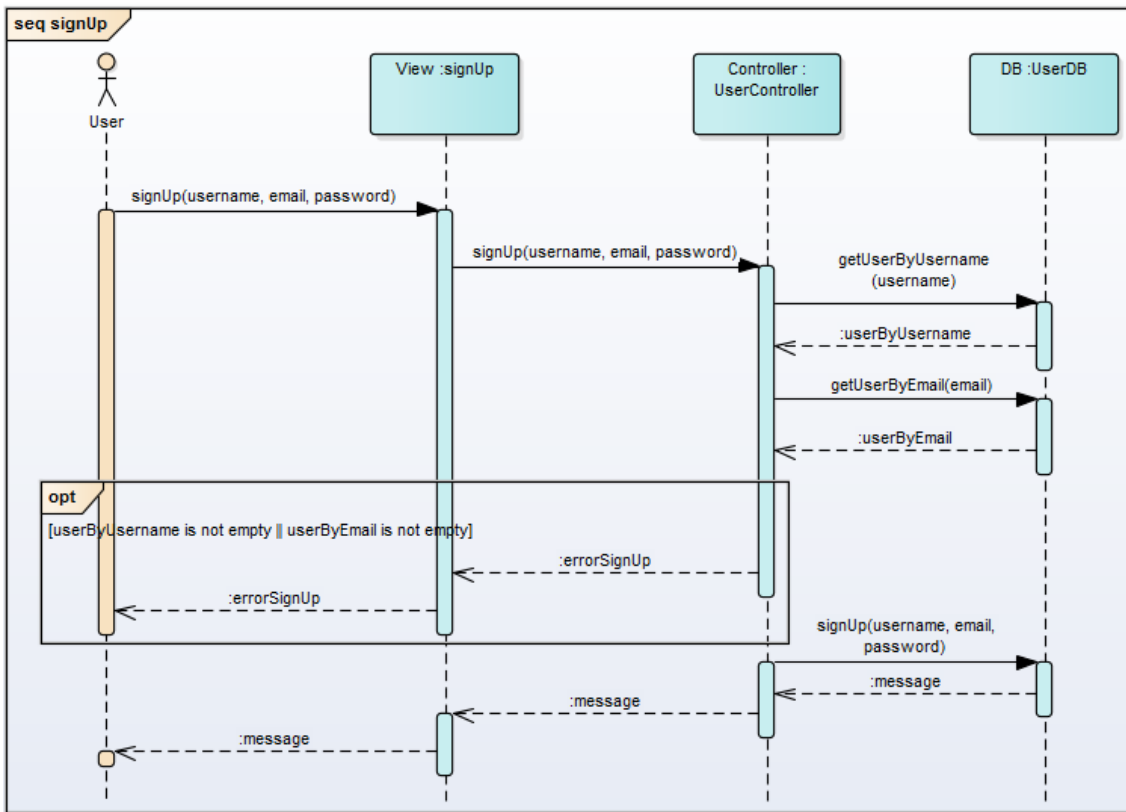 seq signUp
User
View :signUp
Controller :
UserController
DB :UserDB
signUp(username, email, password)
signUp(username, email, password)
getUserByUsername
(username)
:userByUsername
getUserByEmail(email)
:userByEmail
opt
[userByUsername is not empty || userByEmail is not empty]
:errorSignUp
:errorSignUp
signUp(username, email,
password)
:message
:message
:message